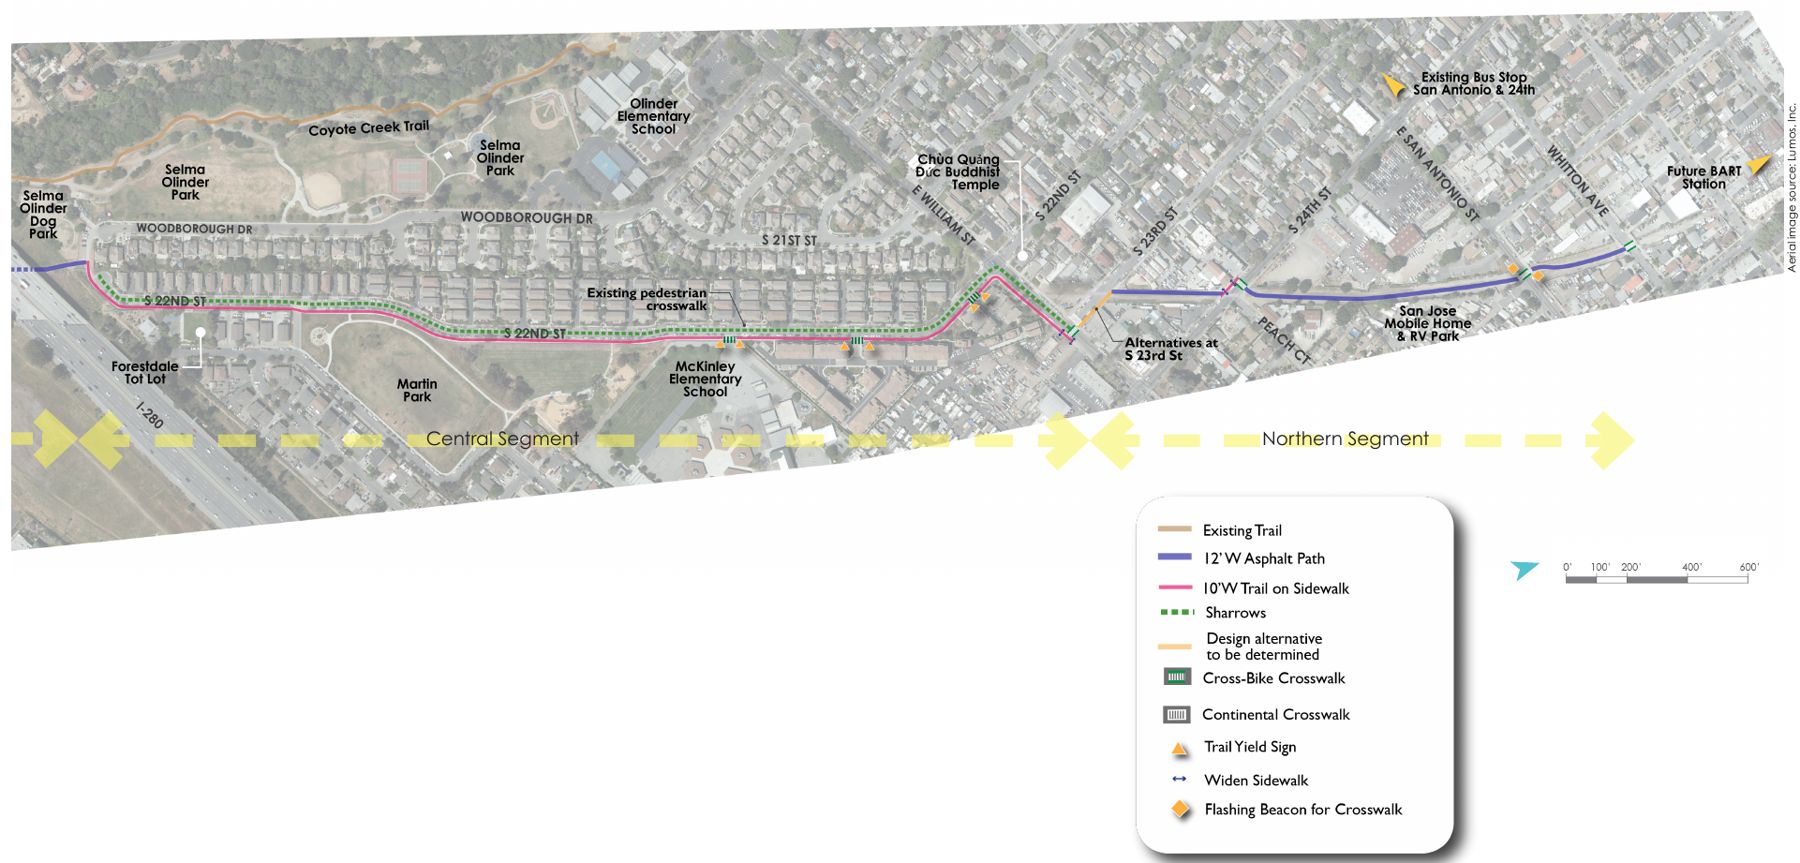 Existing Bus Stop
San Antonio & 24th
Aerial image source: Lumos, Inc.
Olinder
Elementary
School
Coyote Creek Trail
Selma
Olinder
Park
Selma
Olinder
Park
Selma
Olinder
Dog
Park
Chùa Quảng
Đức Buddhist
Temple
E SAN ANTONIO ST
WHITTON AVE
Future BART
Station
WOODBOROUGH DR
WOODBOROUGH DR
S 21ST ST
E WILLIAM ST
S 22ND ST
S 23RD ST
S 24TH ST
S 22ND ST
Existing pedestrian
crosswalk
S 22ND ST
Alternatives at
S 23rd St
PEACH CT
San Jose
Mobile Home
& RV Park
Forestdale
Tot Lot
Martin
Park
McKinley
Elementary
School
I-280
Central Segment
Northern Segment
Existing Trail
12' W Asphalt Path
10'W Trail on Sidewalk
Sharrows
Design alternative
to be determined
Cross-Bike Crosswalk
Continental Crosswalk
Trail Yield Sign
Widen Sidewalk
Flashing Beacon for Crosswalk
0' 100' 200' 400' 600'